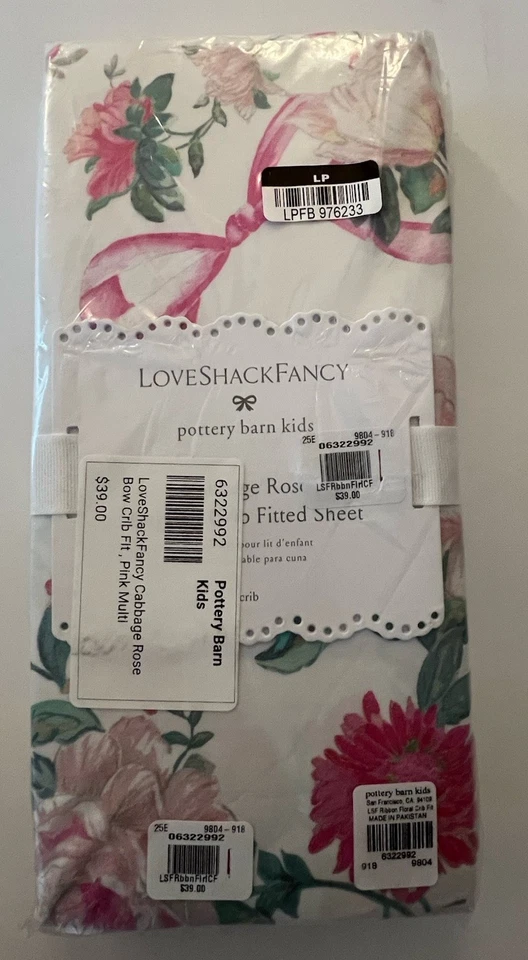 LP
LPFB 976233
LOVESHACKFANCY
pottery barn kids
25E 9804-918
06322992
LSFRbbnFlrlCF
$39.00
ge Rose
b Fitted Sheet
pour lit d'enfant
able para cuna
crib
6322992
Pottery Barn
Kids
LoveShackFancy Cabbage Rose
Bow Crib Fit, Pink Multi
$39.00
25E 9804-918
06322992
LSFRbbnFlrlCF
$39.00
pottery barn kids
San Francisco, CA 94109
LSF Ribbon Floral Crib Fit
MADE IN PAKISTAN
6322992
918 9804